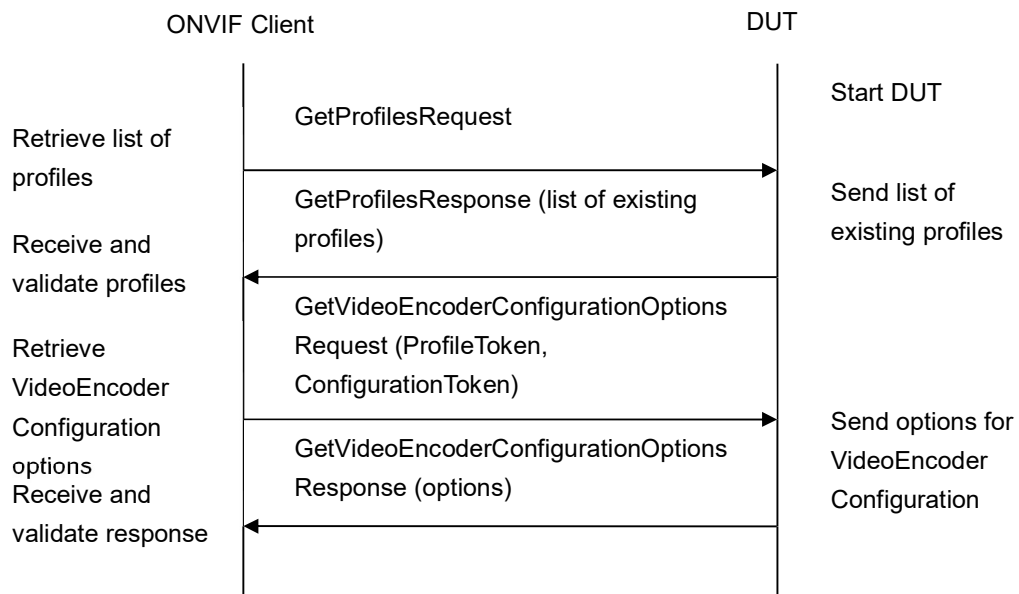 ONVIF Client
DUT
Start DUT
GetProfilesRequest
Retrieve list of
profiles
GetProfilesResponse (list of existing
profiles)
Send list of
existing profiles
Receive and
validate profiles
GetVideoEncoderConfigurationOptions
Request (ProfileToken,
ConfigurationToken)
Retrieve
VideoEncoder
Configuration
options
Send options for
VideoEncoder
Configuration
GetVideoEncoderConfigurationOptions
Response (options)
Receive and
validate response